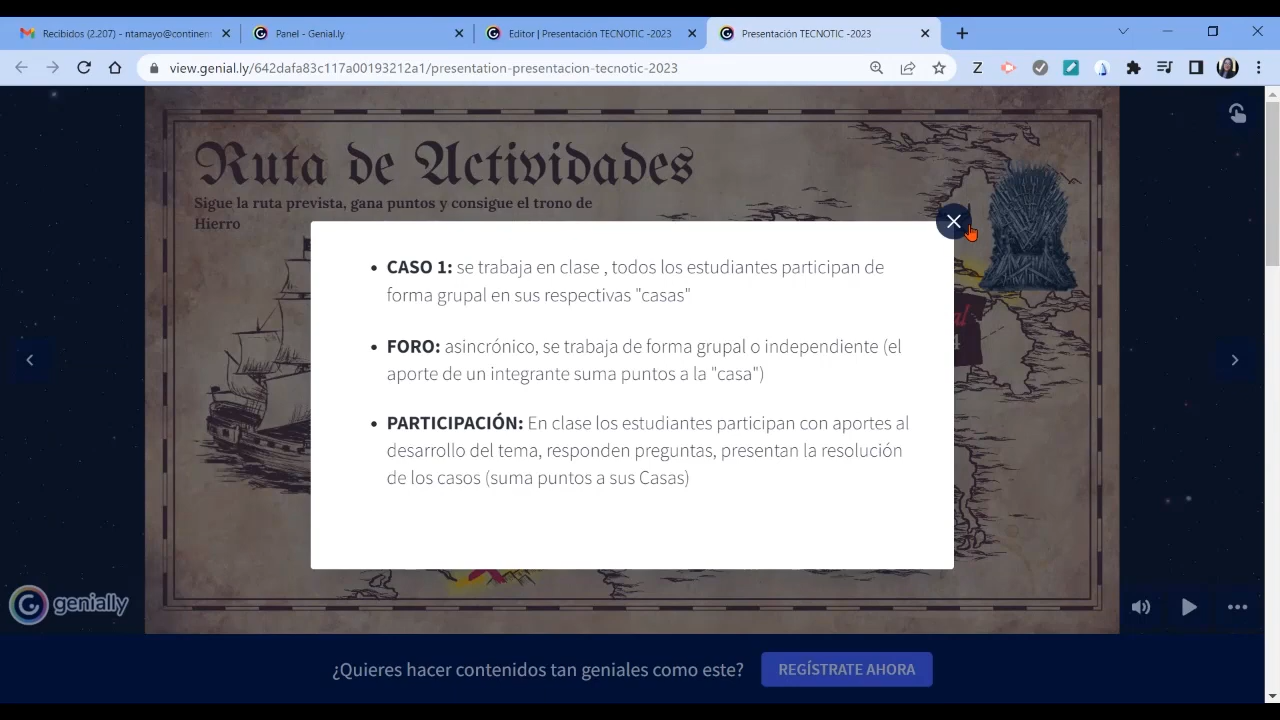 Recibidos (2.207) - ntamayo@continen
Panel - Genial.ly
Editor | Presentación TECNOTIC -2023
Presentación TECNOTIC -2023
view.genial.ly/642dafa83c117a00193212a1/presentation-presentacion-tecnotic-2023
Z
Ruta de Actividades
Sigue la ruta prevista, gana puntos y consigue el trono de
Hierro
• CASO 1: se trabaja en clase , todos los estudiantes participan de
forma grupal en sus respectivas "casas"
• FORO: asincrónico, se trabaja de forma grupal o independiente (el
aporte de un integrante suma puntos a la "casa")
• PARTICIPACIÓN: En clase los estudiantes participan con aportes al
desarrollo del tema, responden preguntas, presentan la resolución
de los casos (suma puntos a sus Casas)
genially
¿Quieres hacer contenidos tan geniales como este?
REGÍSTRATE AHORA